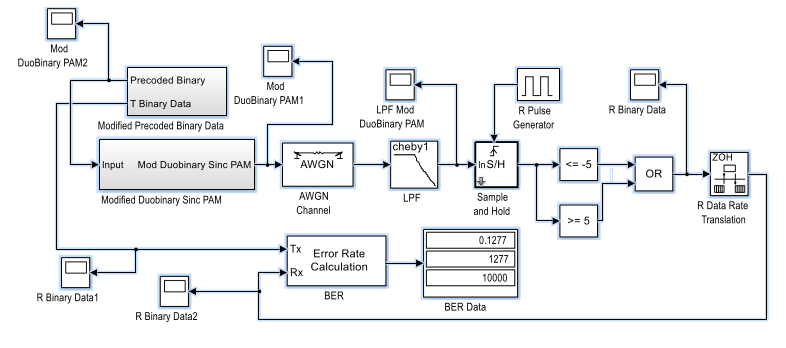 Mod
DuoBinary PAM2
Precoded Binary
T Binary Data
Modified Precoded Binary Data
Mod
DuoBinary PAM1
LPF Mod
DuoBinary PAM
R Pulse
Generator
R Binary Data
Input
Mod Duobinary Sinc PAM
Modified Duobinary Sinc PAM
AWGN
AWGN
Channel
cheby1
LPF
In
S/H
Sample
and Hold
<= -5
>= 5
OR
ZOH
R Data Rate
Translation
Tx
Rx
Error Rate
Calculation
BER
0.1277
1277
10000
BER Data
R Binary Data1
R Binary Data2